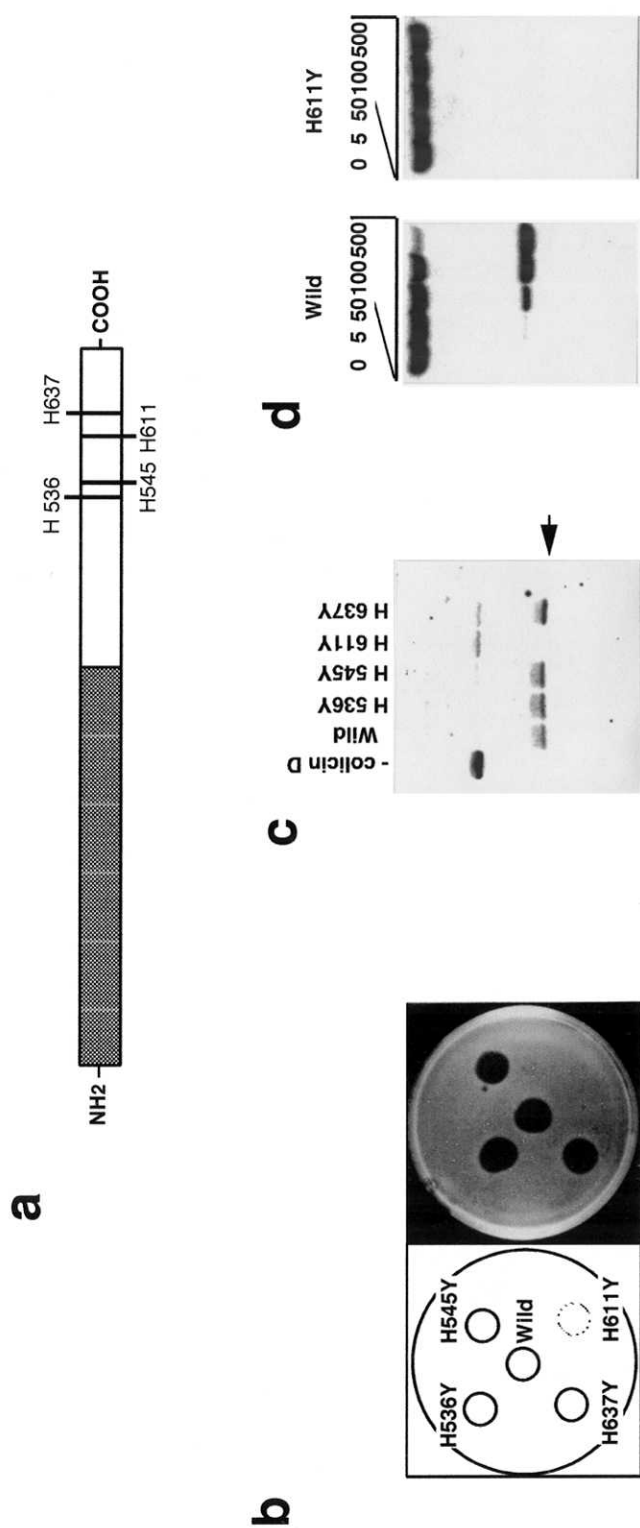 a
NH2
COOH
H 536
H637
H545
H611
b
H536Y
H545Y
Wild
H637Y
H611Y
c
- colicin D
Wild
H 536Y
H 545Y
H 611Y
H 637Y
d
Wild
H611Y
0 5 50 100 500
0 5 50 100 500